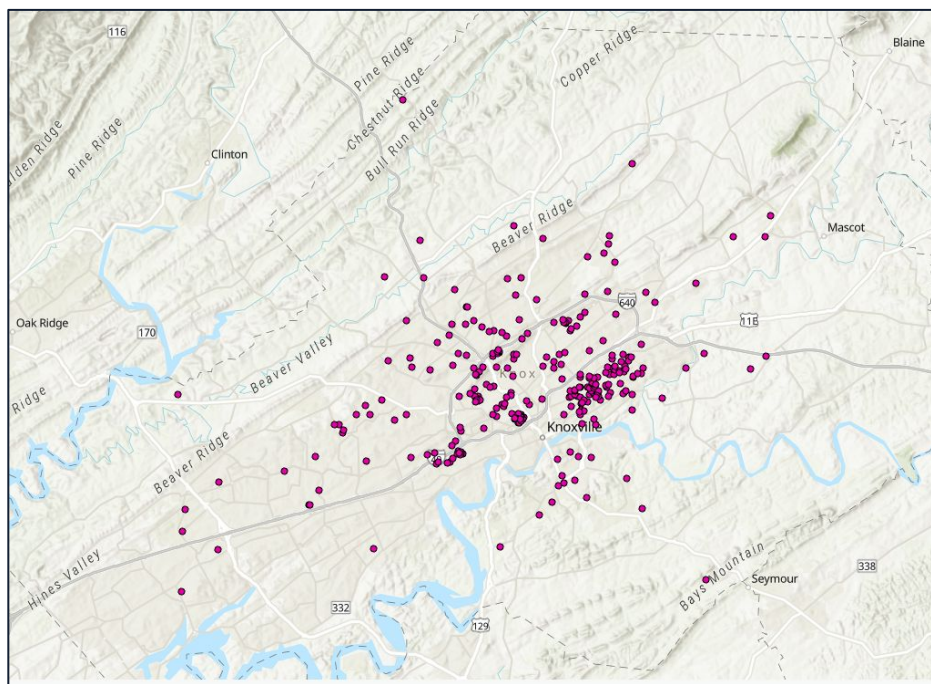 116
Blaine
Pine Ridge
Copper Ridge
Chestnut Ridge
Pine Ridge
Bull Run Ridge
Clinton
Ridge
Beaver Ridge
Mascot
Oak Ridge
170
640
11E
Beaver Valley
Knox
Ridge
Knoxville
Beaver Ridge
Hines Valley
Bays Mountain
Seymour
338
332
129